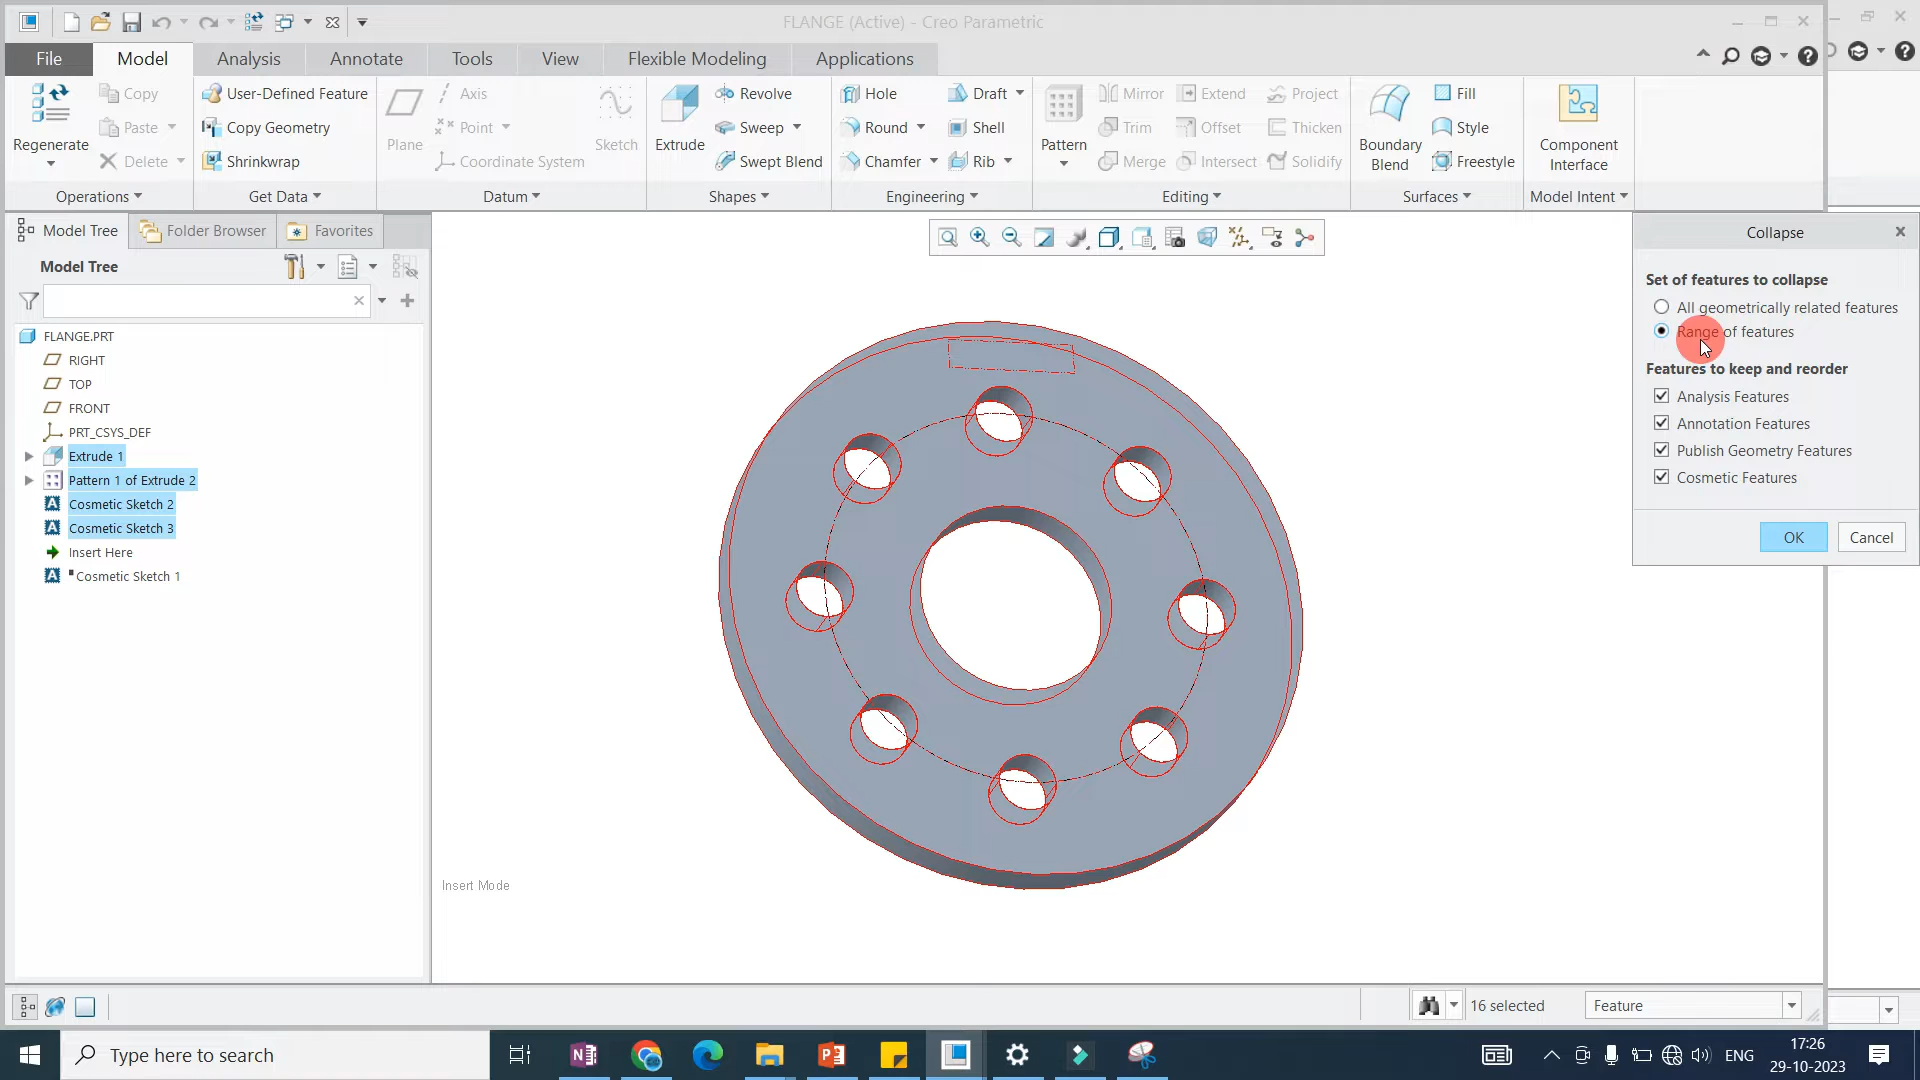 FLANGE (Active) - Creo Parametric
File Model Analysis Annotate Tools View Flexible Modeling Applications
Regenerate
Copy
Paste
Delete
Operations
User-Defined Feature
Copy Geometry
Shrinkwrap
Get Data
Plane
Axis
Point
Coordinate System
Sketch
Datum
Extrude
Revolve
Sweep
Swept Blend
Shapes
Hole
Round
Chamfer
Draft
Shell
Rib
Engineering
Pattern
Mirror
Trim
Merge
Extend
Offset
Intersect
Project
Thicken
Solidify
Editing
Boundary
Blend
Fill
Style
Freestyle
Surfaces
Component
Interface
Model Intent
Model Tree Folder Browser Favorites
Model Tree
FLANGE.PRT
RIGHT
TOP
FRONT
PRT_CSYS_DEF
Extrude 1
Pattern 1 of Extrude 2
Cosmetic Sketch 2
Cosmetic Sketch 3
Insert Here
Cosmetic Sketch 1
Insert Mode
Collapse
Set of features to collapse
All geometrically related features
Range of features
Features to keep and reorder
Analysis Features
Annotation Features
Publish Geometry Features
Cosmetic Features
OK Cancel
16 selected
Feature
Type here to search
ENG
17:26
29-10-2023